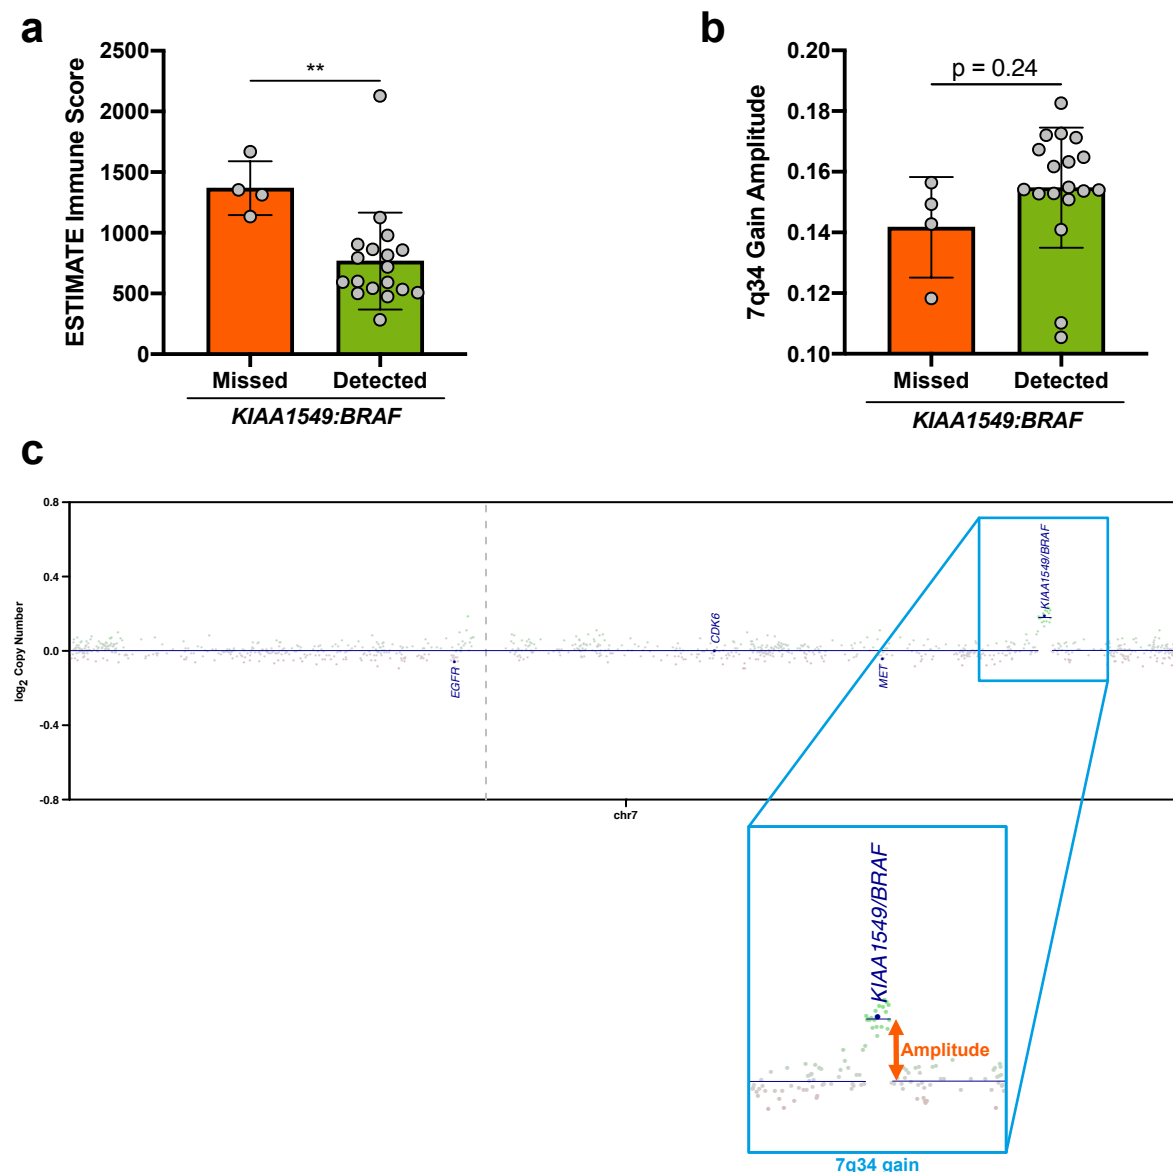 a
ESTIMATE Immune Score
2500
2000
1500
1000
500
0
**
Missed
Detected
KIAA1549:BRAF
b
7q34 Gain Amplitude
0.20
0.18
0.16
0.14
0.12
0.10
p = 0.24
Missed
Detected
KIAA1549:BRAF
c
log2 Copy Number
0.8
0.4
0.0
-0.4
-0.8
EGFR
CDK6
MET
KIAA1549/BRAF
chr7
KIAA1549/BRAF
Amplitude
7q34 gain